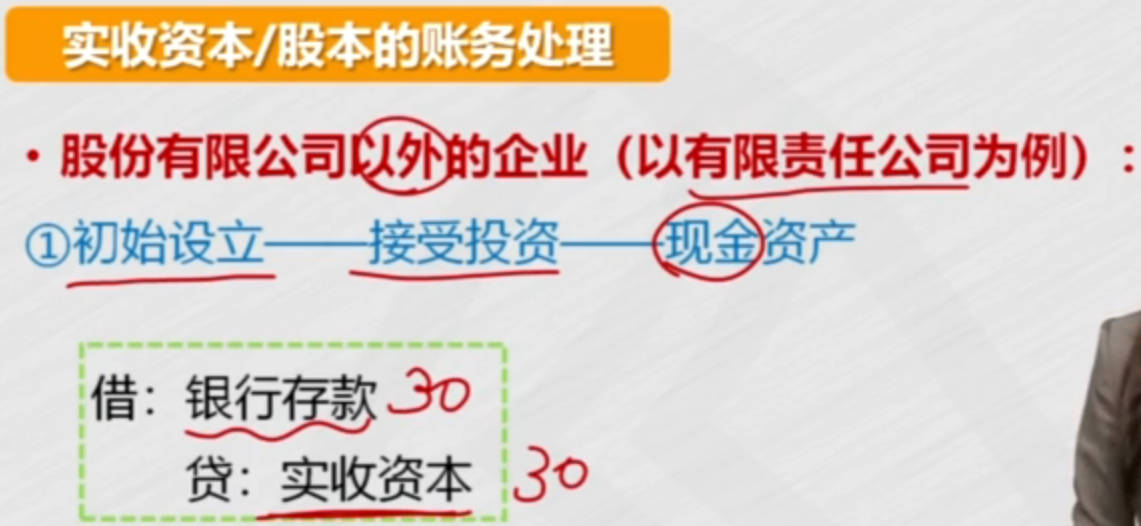 实收资本/股本的账务处理
·股份有限公司以外的企业（以有限责任公司为例）：
①初始设立——接受投资——现金资产
借：银行存款 30
贷：实收资本 30